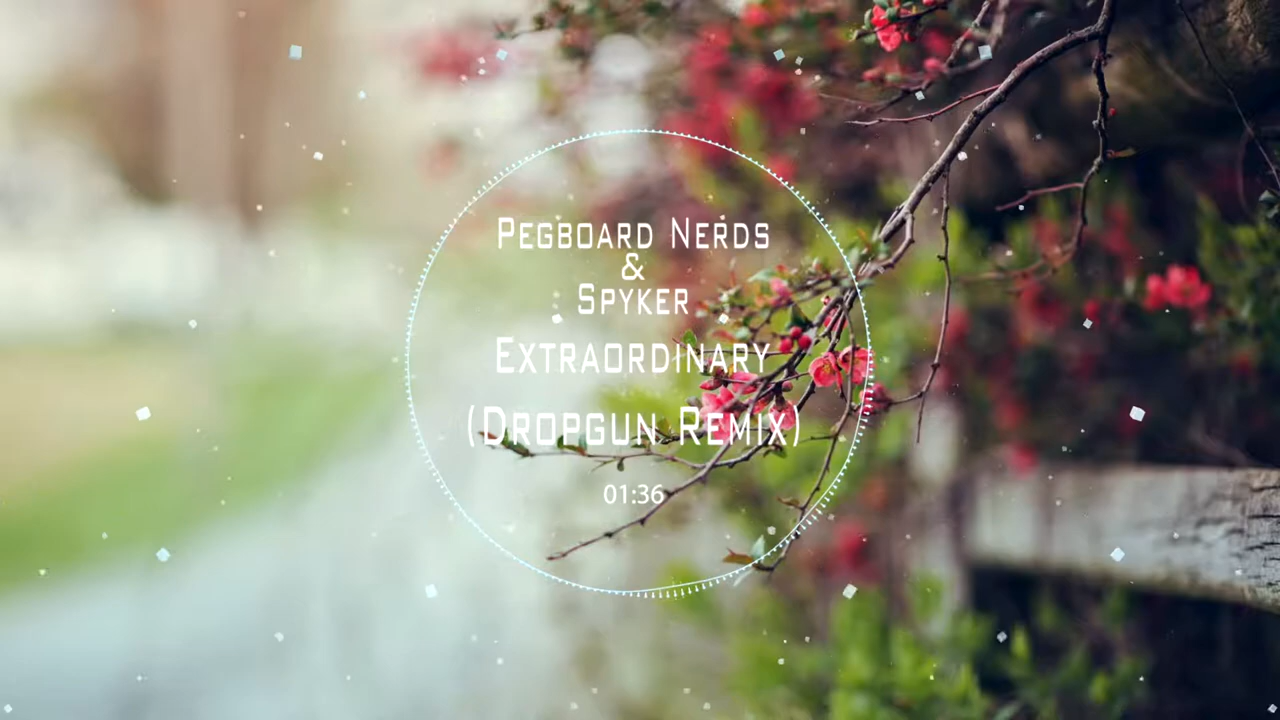 Pegboard Nerds
&
Spyker
Extraordinary
(Dropgun Remix)
01:36